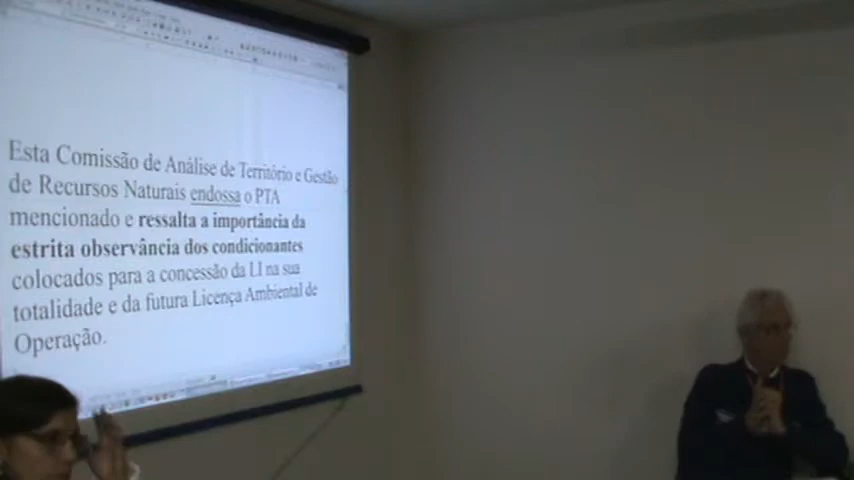 Esta Comissão de Análise de Território e Gestão
de Recursos Naturais endossa o PTA
mencionado e ressalta a importância da
estrita observância dos condicionantes
colocados para a concessão da LI na sua
totalidade e da futura Licença Ambiental de
Operação.